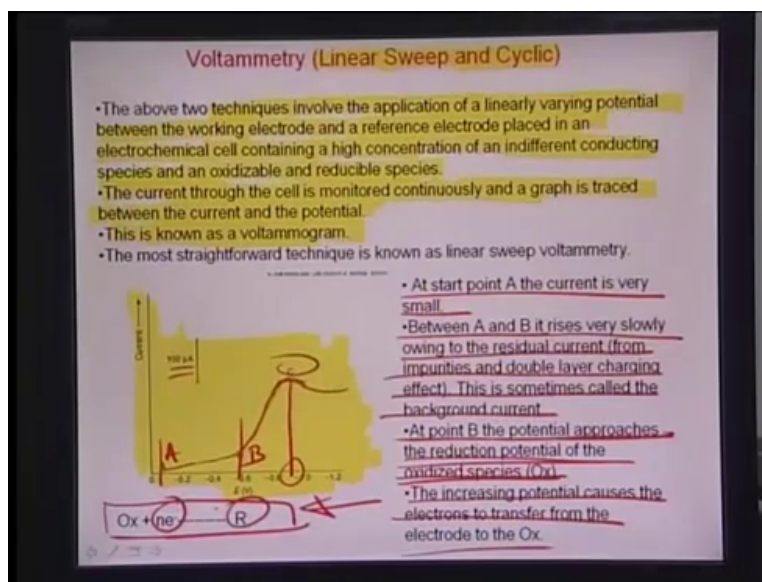 Voltammetry (Linear Sweep and Cyclic)
•The above two techniques involve the application of a linearly varying potential
between the working electrode and a reference electrode placed in an
electrochemical cell containing a high concentration of an indifferent conducting
species and an oxidizable and reducible species.
•The current through the cell is monitored continuously and a graph is traced
between the current and the potential.
•This is known as a voltammogram.
•The most straightforward technique is known as linear sweep voltammetry.
• At start point A the current is very
small.
•Between A and B it rises very slowly
owing to the residual current (from
impurities and double layer charging
effect). This is sometimes called the
background current
•At point B the potential approaches
the reduction potential of the
oxidized species (Ox)
•The increasing potential causes the
electrons to transfer from the
electrode to the Ox.
Current
100 µA
C
A
B
0 -0.2 -0.4 -1.2
E (V)
Ox + ne- R